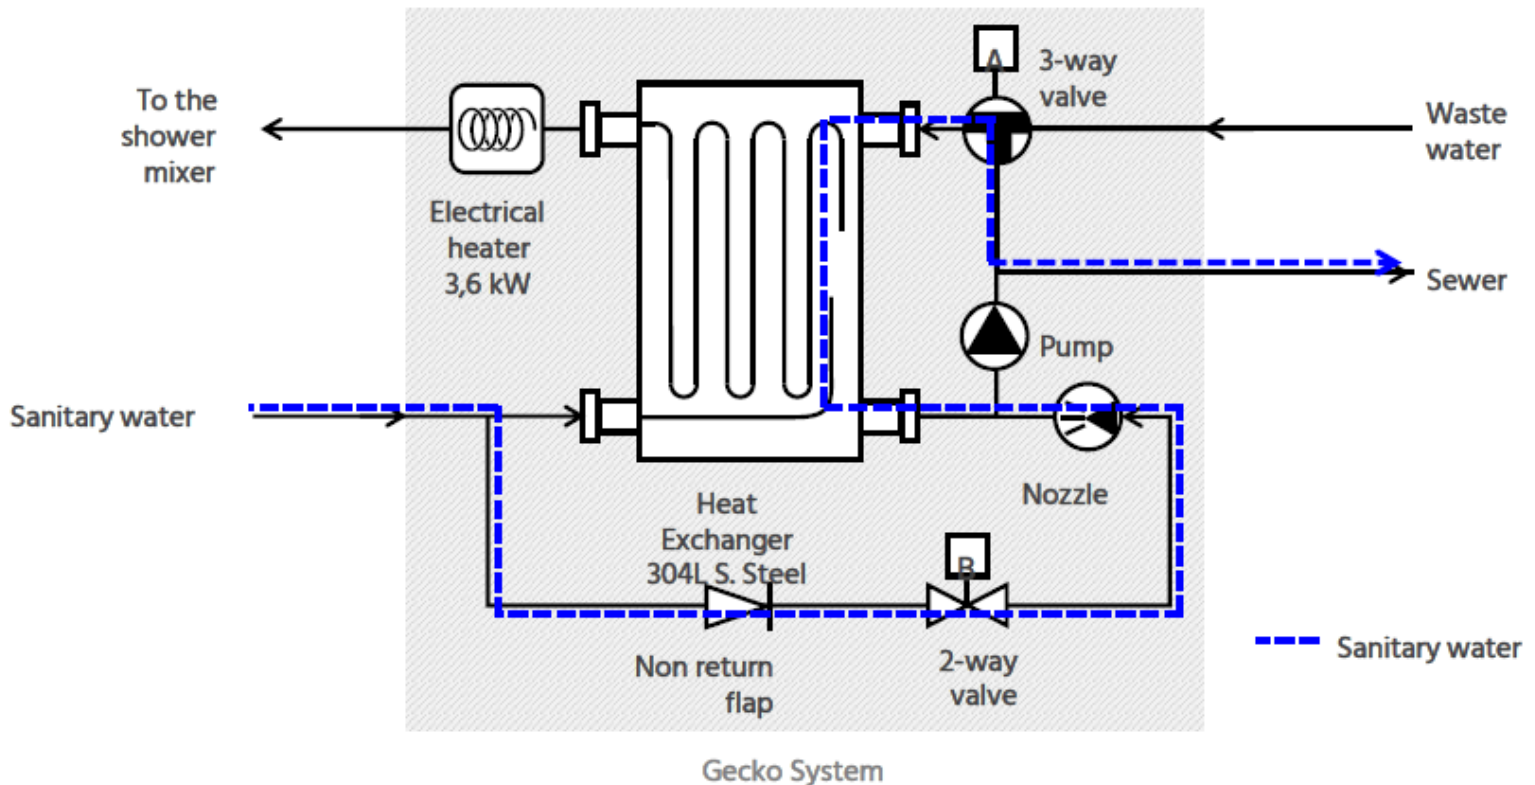 A
3-way
valve
To the
shower
mixer
Waste
water
Electrical
heater
3,6 kW
Sewer
Pump
Sanitary water
Nozzle
Heat
Exchanger
304L S. Steel
B
Non return
flap
2-way
valve
Sanitary water
Gecko System